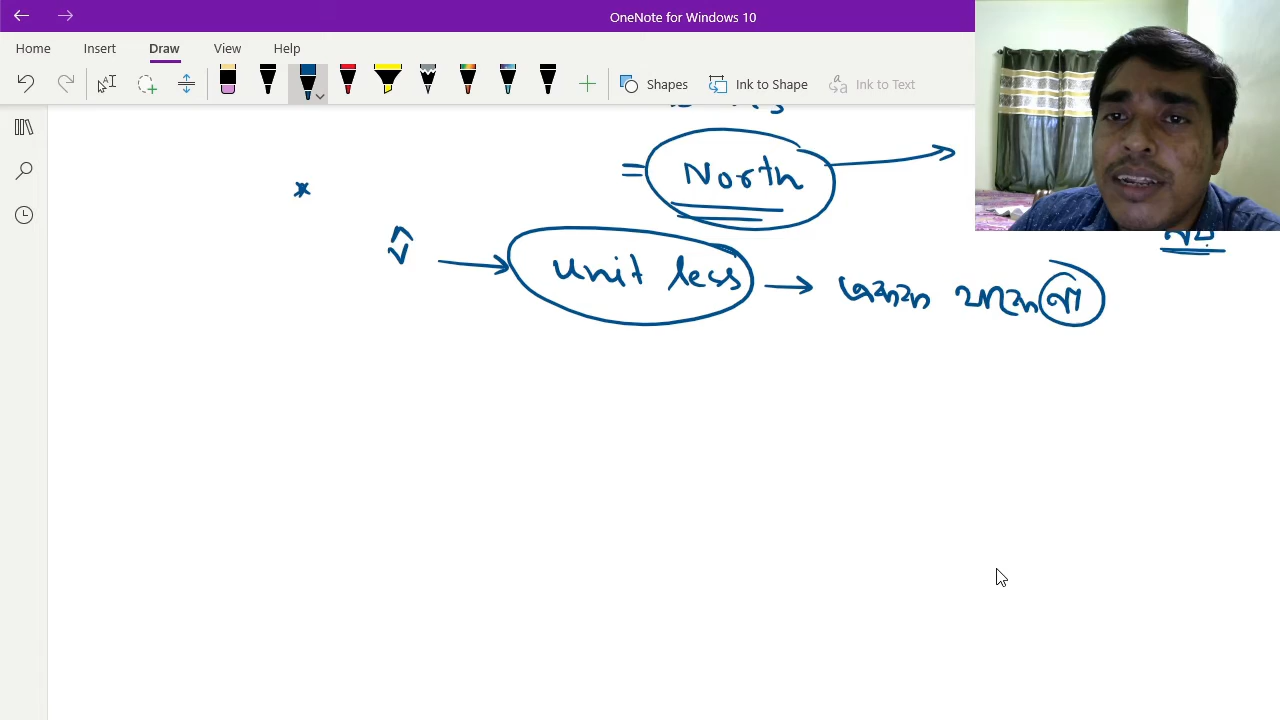 OneNote for Windows 10
Home Insert Draw View Help
Shapes Ink to Shape Ink to Text
= North
*
v̂ → Unit less →